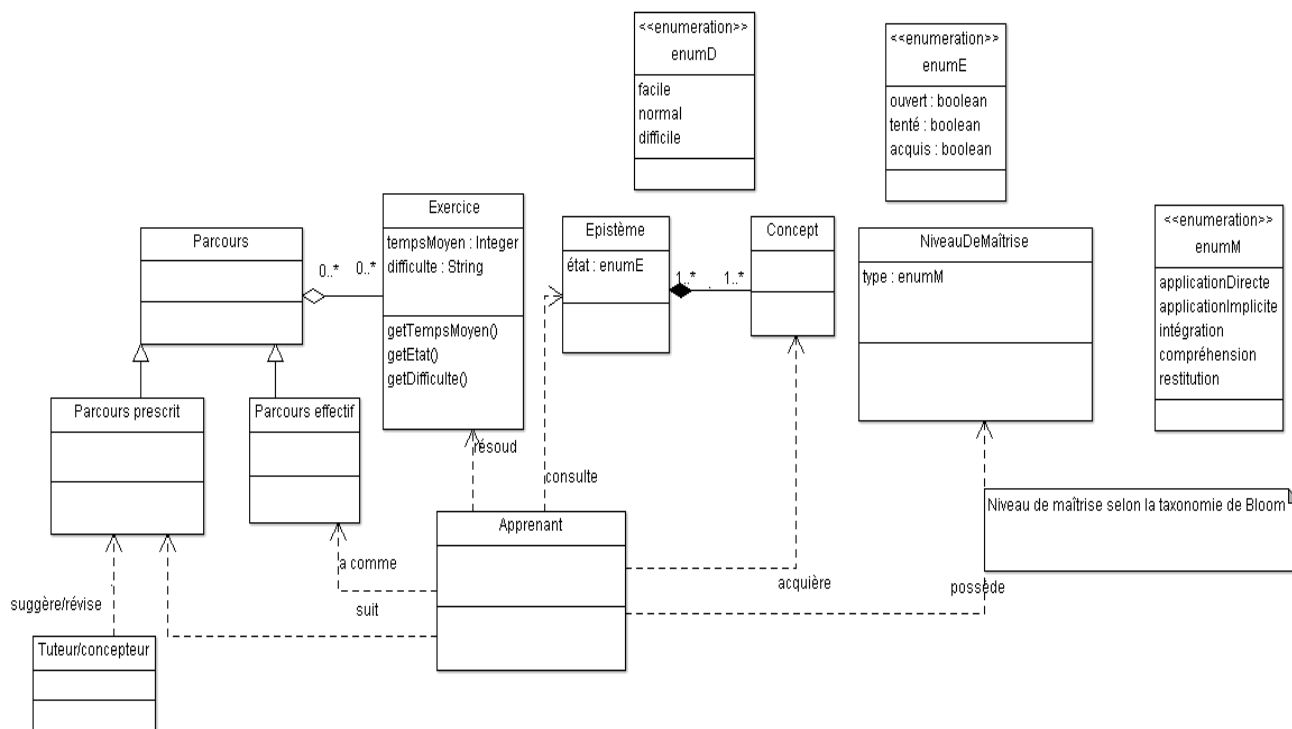 <<enumeration>>
enumD
facile
normal
difficile
<<enumeration>>
enumE
ouvert : boolean
tenté : boolean
acquis : boolean
<<enumeration>>
enumM
applicationDirecte
applicationImplicite
intégration
compréhension
restitution
Parcours
0..*
0..*
Exercice
tempsMoyen : Integer
difficulte : String
getTempsMoyen()
getEtat()
getDifficulte()
Epistème
état : enumE
1..*
1..*
Concept
NiveauDeMaîtrise
type : enumM
Parcours prescrit
Parcours effectif
résoud
consulte
Niveau de maîtrise selon la taxonomie de Bloom
Apprenant
a comme
acquière
possède
suggère/révise
suit
Tuteur/concepteur